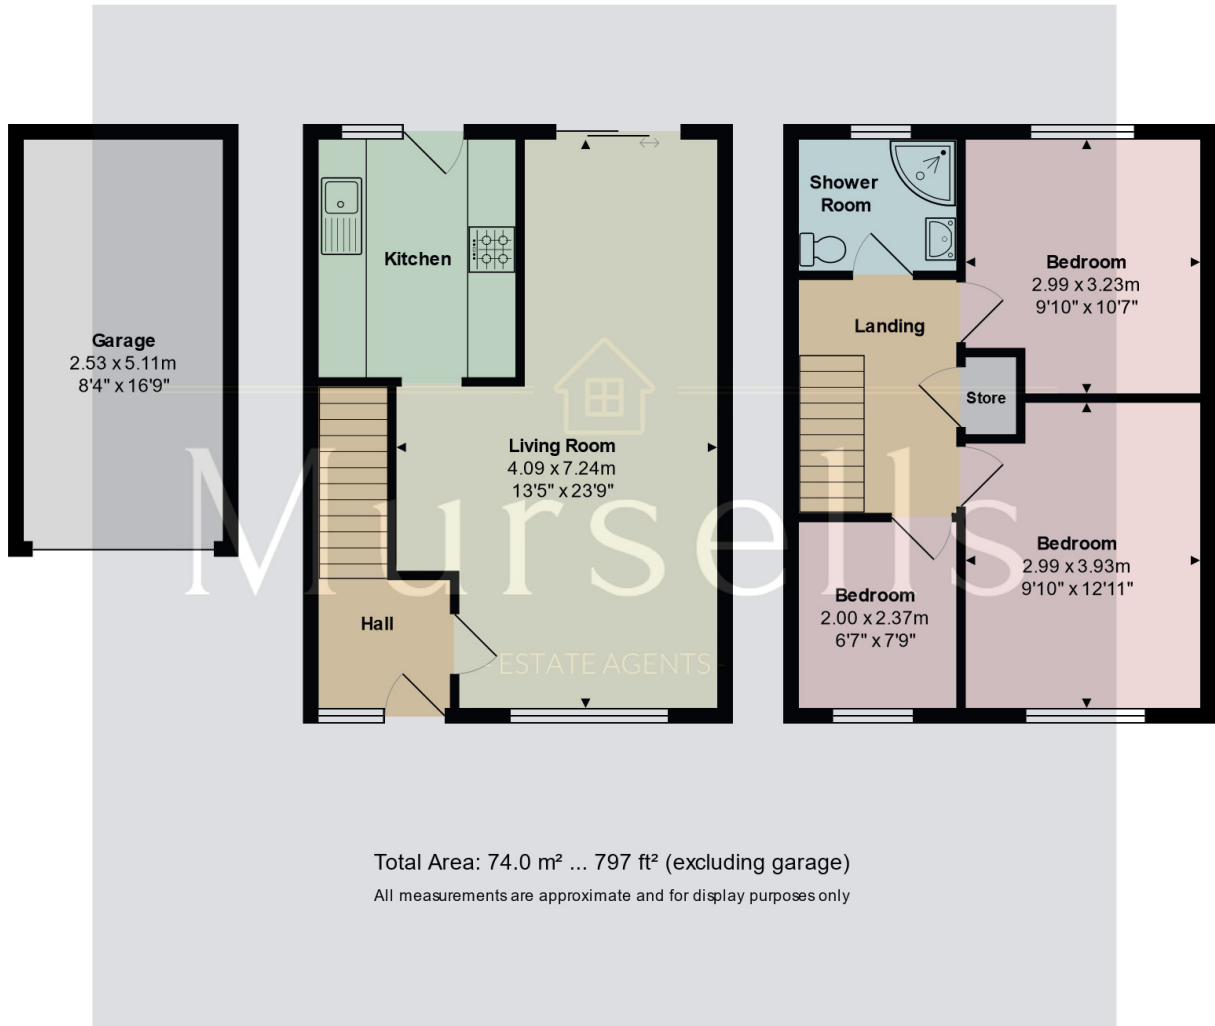 Garage
2.53 x 5.11m
8'4" x 16'9"
Kitchen
Living Room
4.09 x 7.24m
13'5" x 23'9"
Hall
Shower
Room
Landing
Store
Bedroom
2.99 x 3.23m
9'10" x 10'7"
Bedroom
2.99 x 3.93m
9'10" x 12'11"
Bedroom
2.00 x 2.37m
6'7" x 7'9"
Mursells
- ESTATE AGENTS -
Total Area: 74.0 m² ... 797 ft² (excluding garage)
All measurements are approximate and for display purposes only